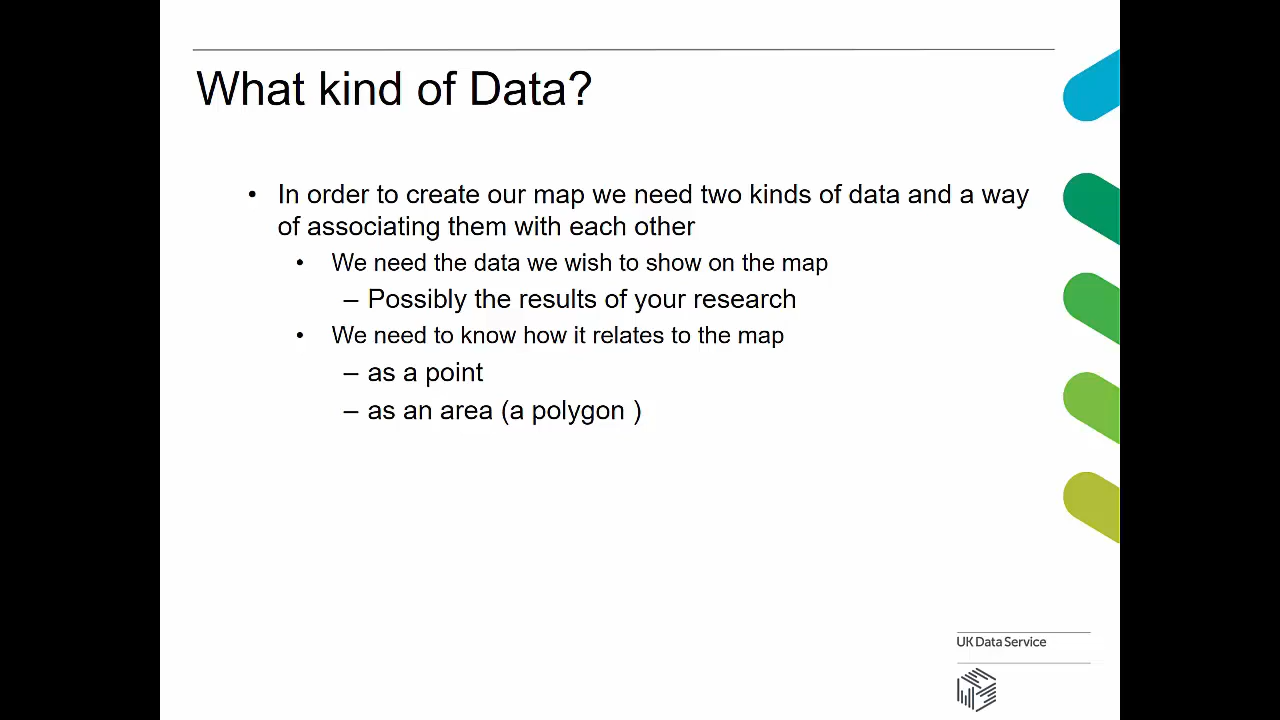 What kind of Data?
• In order to create our map we need two kinds of data and a way
of associating them with each other
• We need the data we wish to show on the map
– Possibly the results of your research
• We need to know how it relates to the map
– as a point
– as an area (a polygon )
UK Data Service